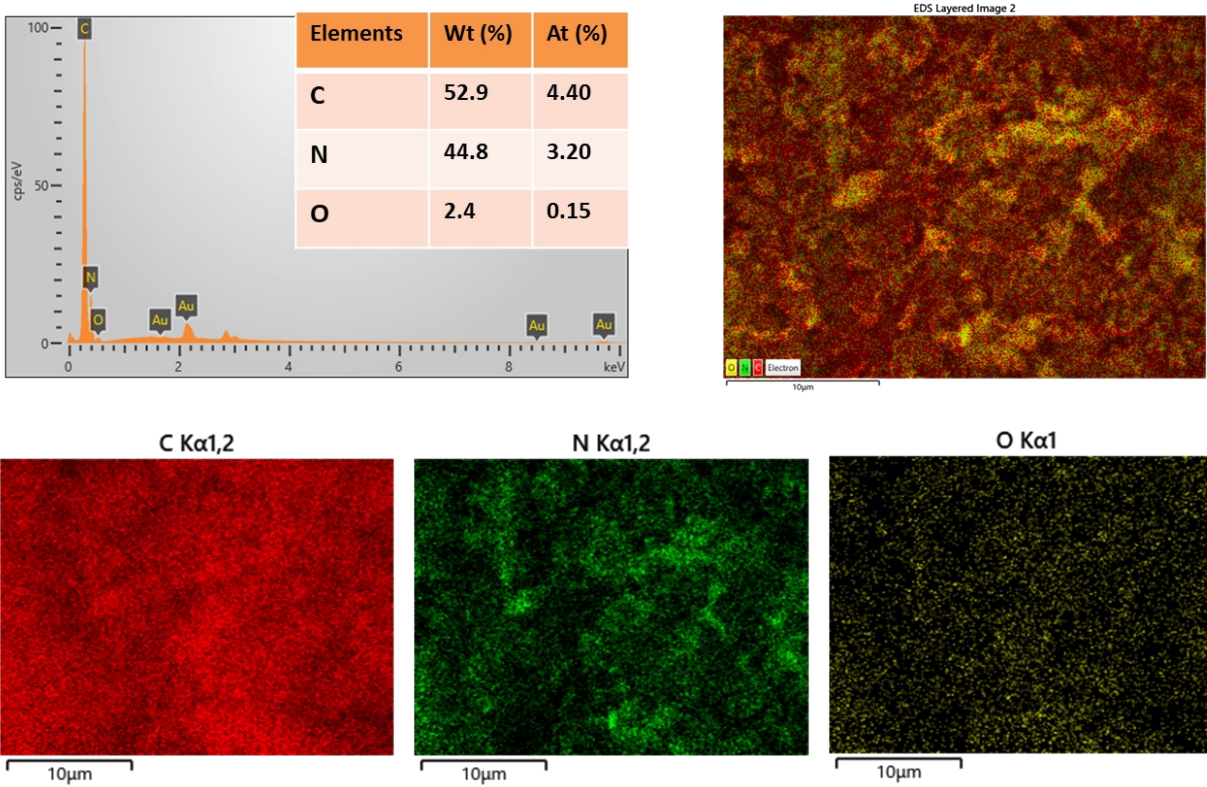 EDS Layered Image 2
100
C
Elements Wt (%) At (%)
C 52.9 4.40
N 44.8 3.20
O 2.4 0.15
cps/eV
50
N
O
Au
Au
Au
Au
0
0 2 4 6 8 keV
O N C Electron
10μm
C Kα1,2
N Kα1,2
O Kα1
10μm
10μm
10μm